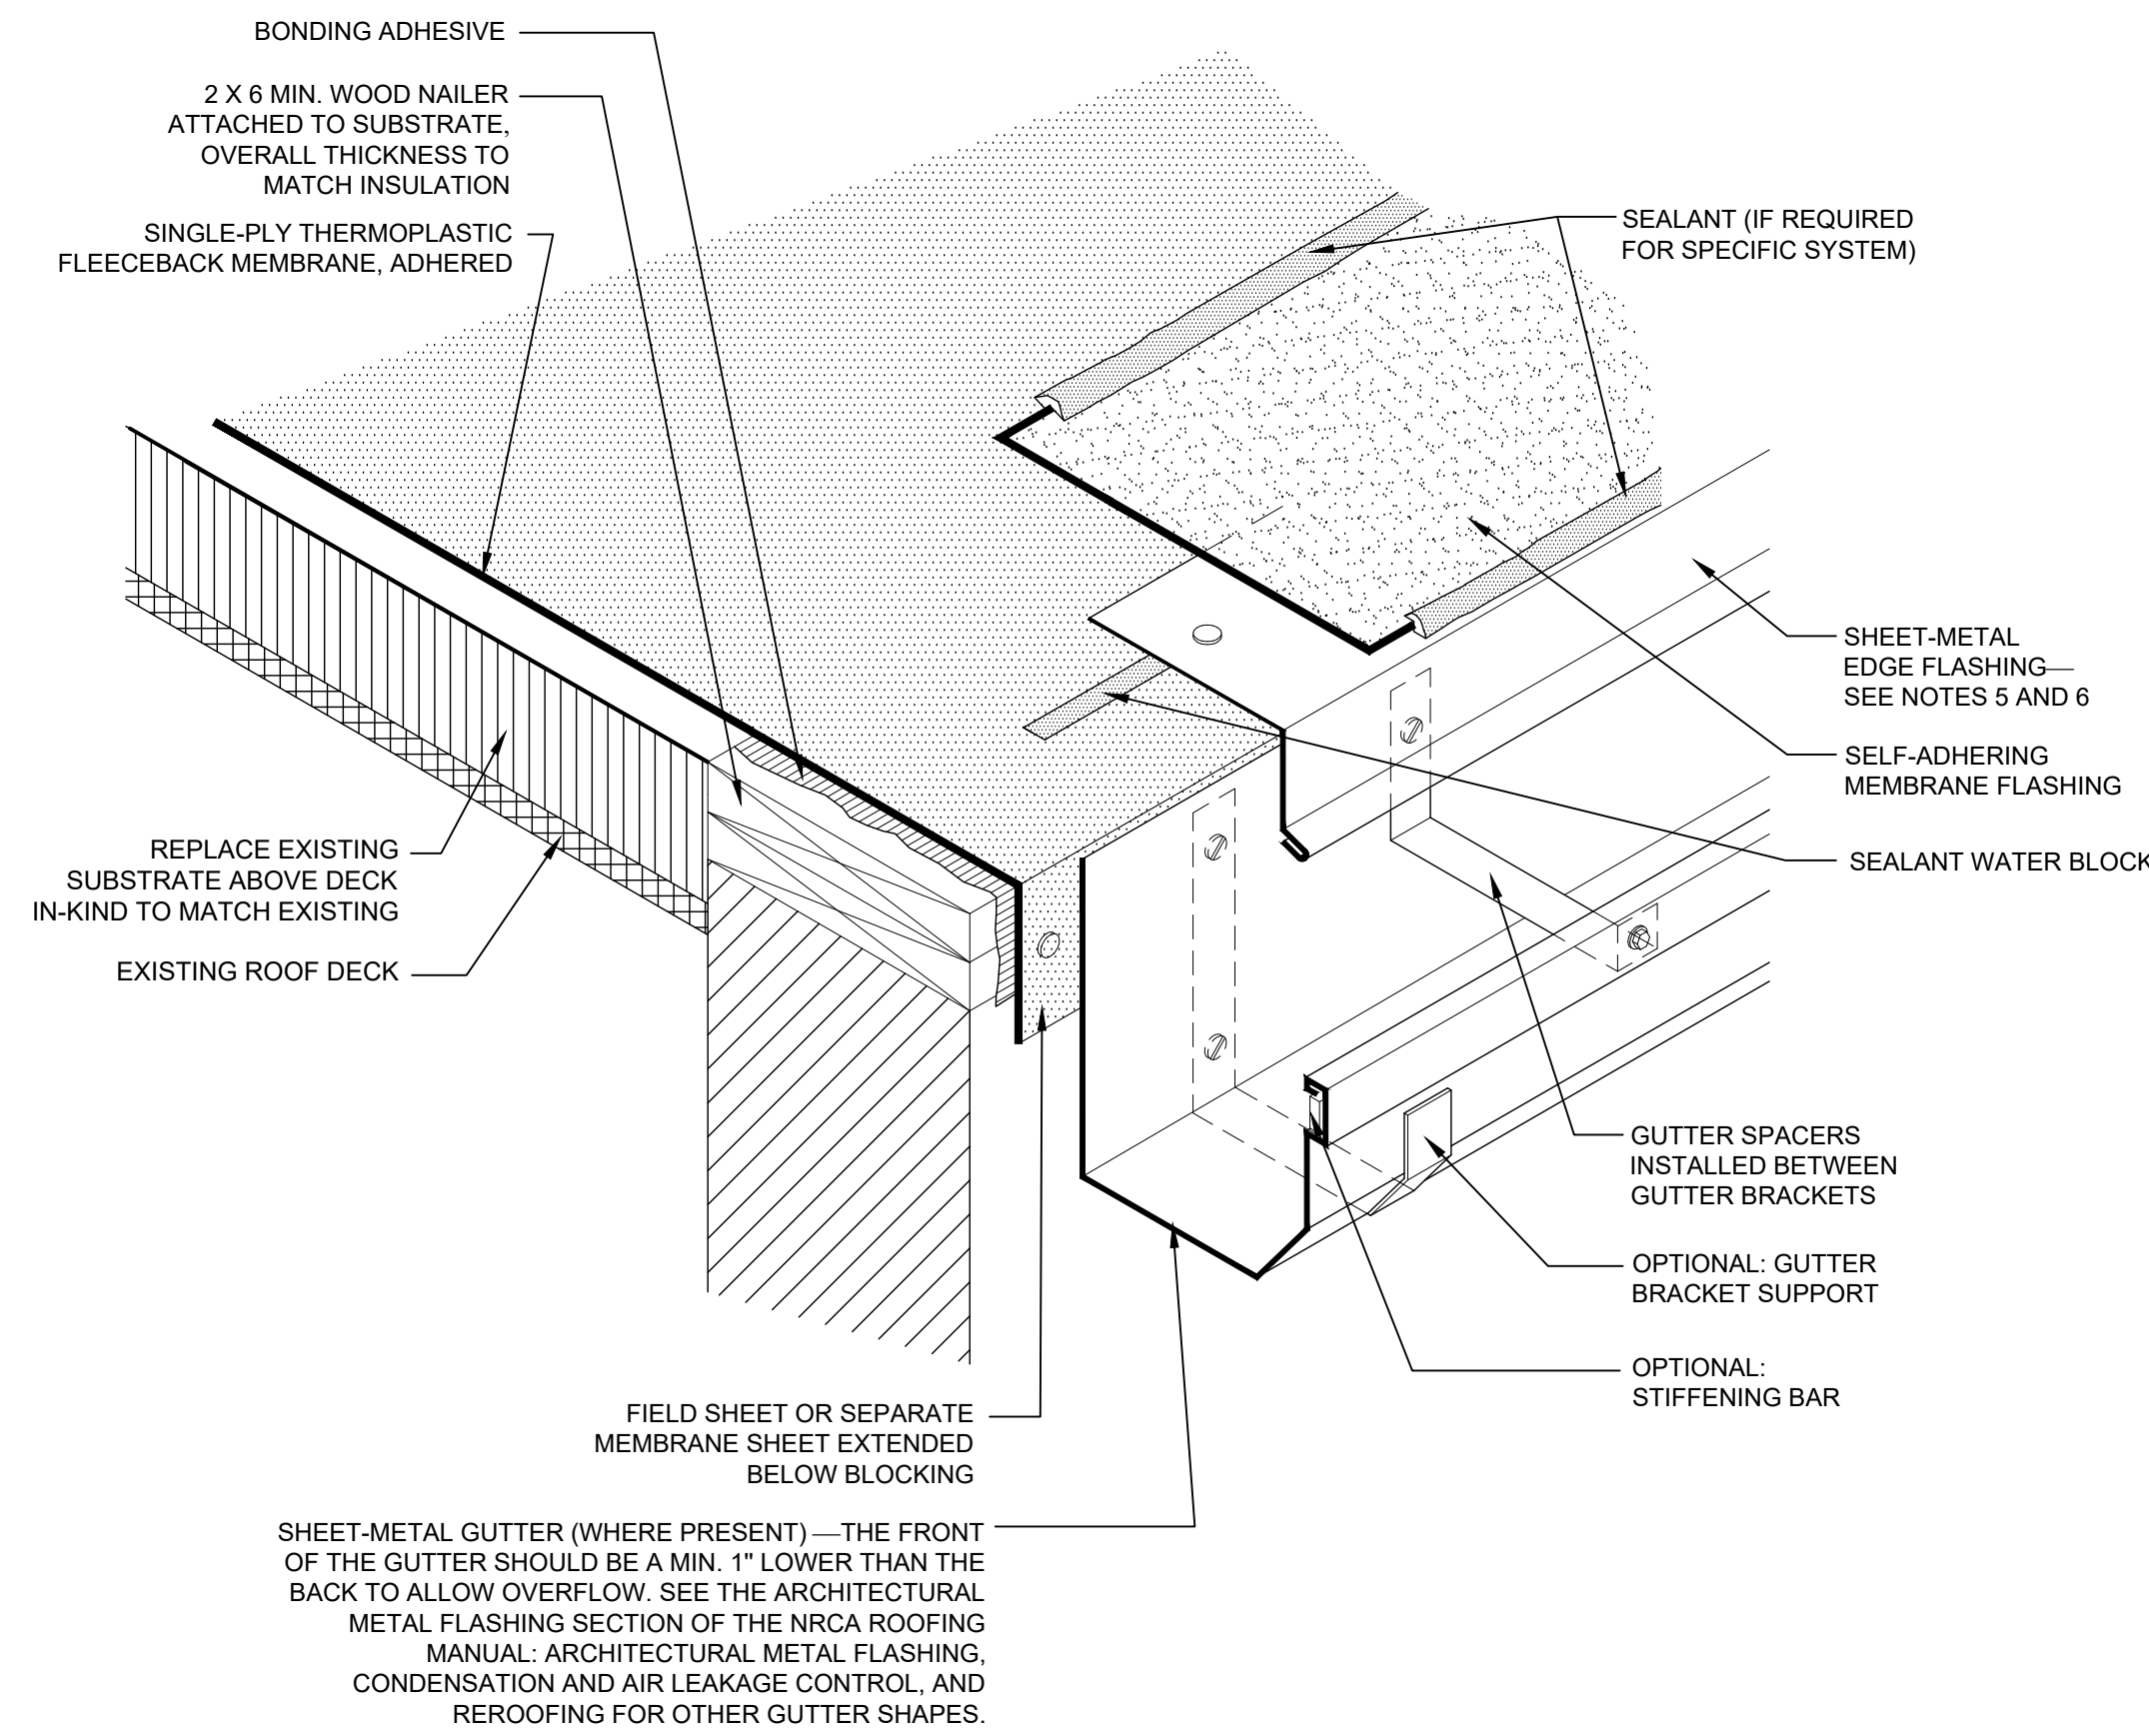 BONDING ADHESIVE
2 X 6 MIN. WOOD NAILER
ATTACHED TO SUBSTRATE,
OVERALL THICKNESS TO
MATCH INSULATION
SINGLE-PLY THERMOPLASTIC
FLEECEBACK MEMBRANE, ADHERED
SEALANT (IF REQUIRED
FOR SPECIFIC SYSTEM)
SHEET-METAL
EDGE FLASHING—
SEE NOTES 5 AND 6
SELF-ADHERING
MEMBRANE FLASHING
SEALANT WATER BLOCK
REPLACE EXISTING
SUBSTRATE ABOVE DECK
IN-KIND TO MATCH EXISTING
EXISTING ROOF DECK
GUTTER SPACERS
INSTALLED BETWEEN
GUTTER BRACKETS
OPTIONAL: GUTTER
BRACKET SUPPORT
OPTIONAL:
STIFFENING BAR
FIELD SHEET OR SEPARATE
MEMBRANE SHEET EXTENDED
BELOW BLOCKING
SHEET-METAL GUTTER (WHERE PRESENT) —THE FRONT
OF THE GUTTER SHOULD BE A MIN. 1" LOWER THAN THE
BACK TO ALLOW OVERFLOW. SEE THE ARCHITECTURAL
METAL FLASHING SECTION OF THE NRCA ROOFING
MANUAL: ARCHITECTURAL METAL FLASHING,
CONDENSATION AND AIR LEAKAGE CONTROL, AND
REROOFING FOR OTHER GUTTER SHAPES.